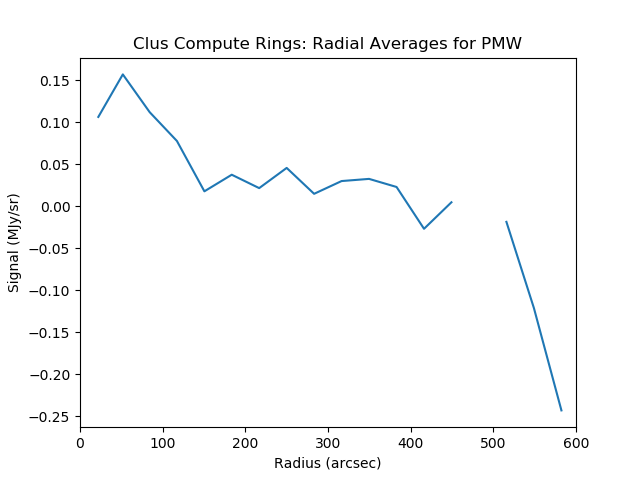 Clus Compute Rings: Radial Averages for PMW
0.15
0.10
0.05
0.00
−0.05
−0.10
−0.15
−0.20
−0.25
Signal (MJy/sr)
0 100 200 300 400 500 600
Radius (arcsec)